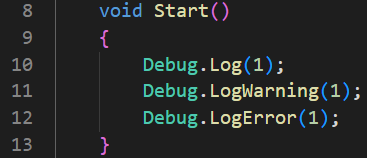 8 void Start()
9 {
10 Debug.Log(1);
11 Debug.LogWarning(1);
12 Debug.LogError(1);
13 }